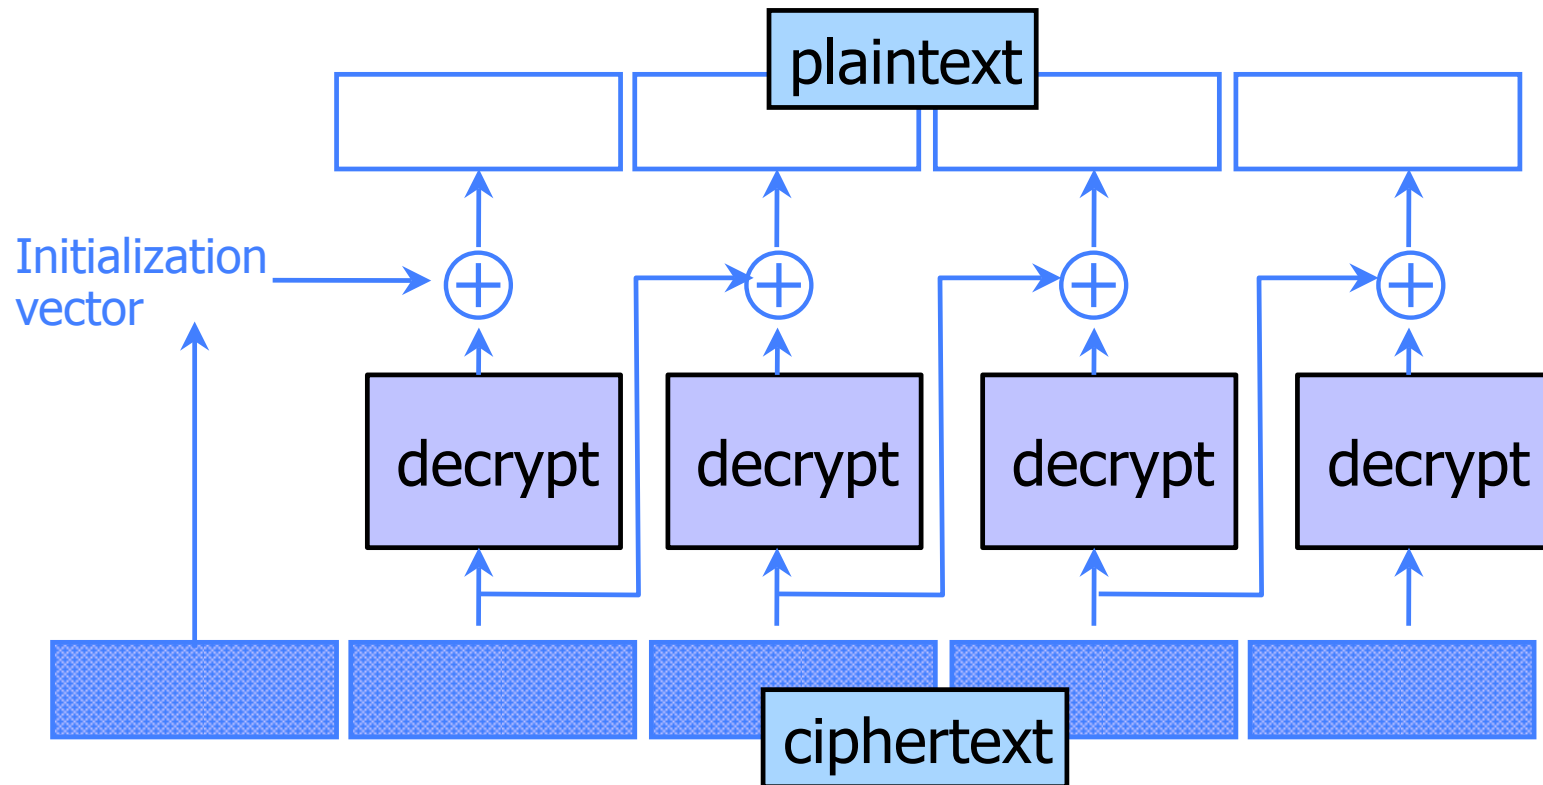 plaintext
Initialization
vector
decrypt decrypt decrypt decrypt
ciphertext